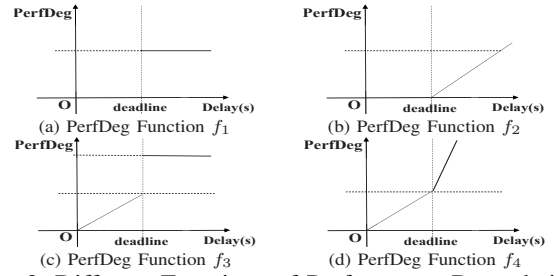 PerfDeg
PerfDeg
O
deadline
Delay(s)
O
deadline
Delay(s)
(a) PerfDeg Function f1
(b) PerfDeg Function f2
PerfDeg
PerfDeg
O
deadline
Delay(s)
O
deadline
Delay(s)
(c) PerfDeg Function f3
(d) PerfDeg Function f4